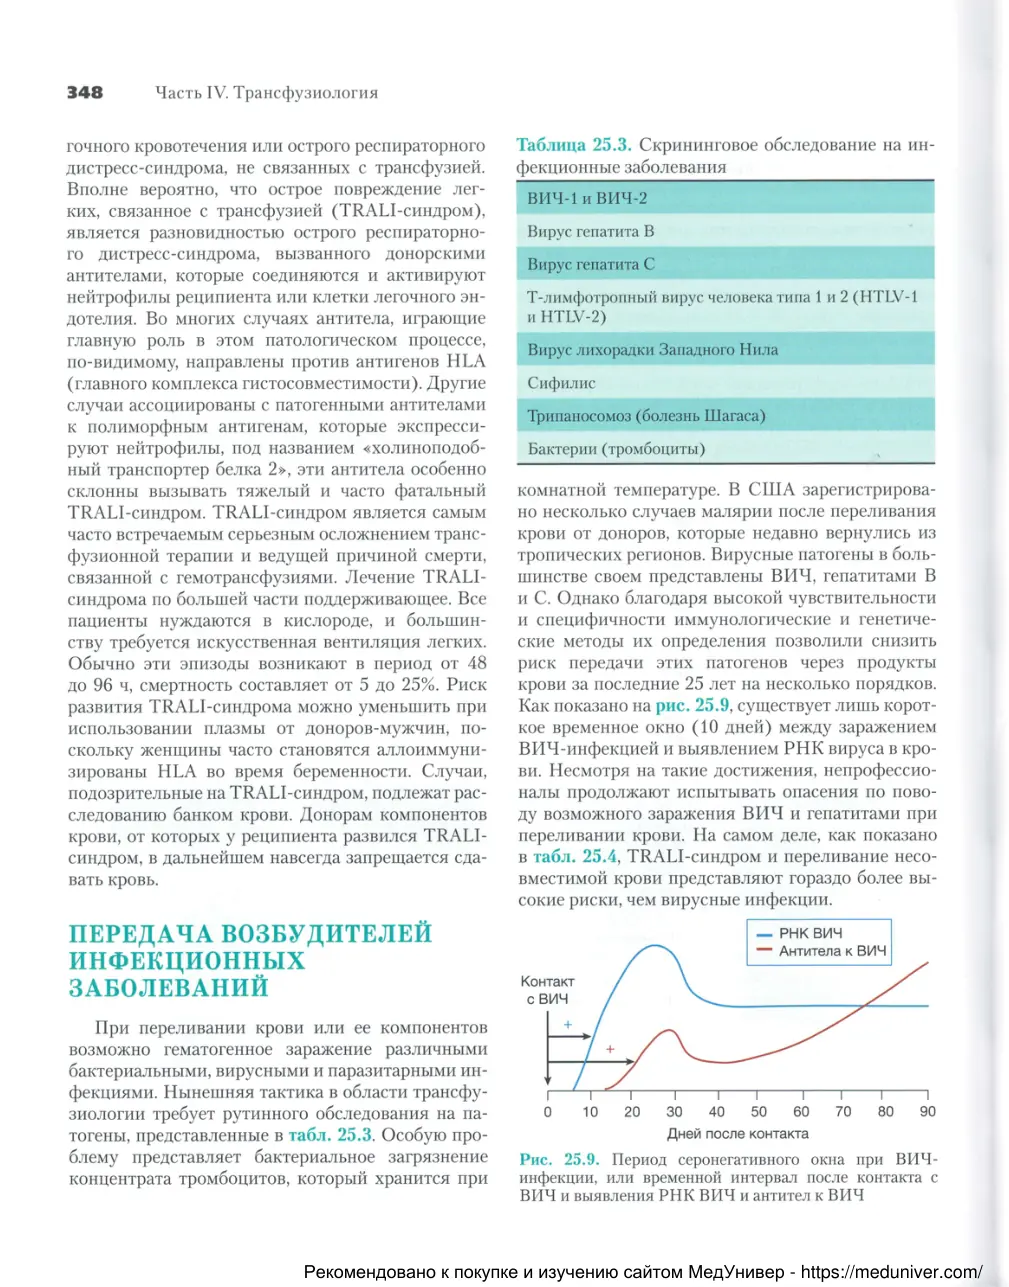 348 Часть IV. Трансфузиология
гочного кровотечения или острого респираторного
дистресс-синдрома, не связанных с трансфузией.
Вполне вероятно, что острое повреждение лег-
ких, связанное с трансфузией (TRALI-синдром),
является разновидностью острого респираторно-
го дистресс-синдрома, вызванного донорскими
антителами, которые соединяются и активируют
нейтрофилы реципиента или клетки легочного эн-
дотелия. Во многих случаях антитела, играющие
главную роль в этом патологическом процессе,
по-видимому, направлены против антигенов HLA
(главного комплекса гистосовместимости). Другие
случаи ассоциированы с патогенными антителами
к полиморфным антигенам, которые экспресси-
руют нейтрофилы, под названием «холиноподоб-
ный транспортер белка 2», эти антитела особенно
склонны вызывать тяжелый и часто фатальный
TRALI-синдром. TRALI-синдром является самым
часто встречаемым серьезным осложнением транс-
фузионной терапии и ведущей причиной смерти,
связанной с гемотрансфузиями. Лечение TRALI-
синдрома по большей части поддерживающее. Все
пациенты нуждаются в кислороде, и большин-
ству требуется искусственная вентиляция легких.
Обычно эти эпизоды возникают в период от 48
до 96 ч, смертность составляет от 5 до 25%. Риск
развития TRALI-синдрома можно уменьшить при
использовании плазмы от доноров-мужчин, по-
скольку женщины часто становятся аллоиммуни-
зированы HLA во время беременности. Случаи,
подозрительные на TRALI-синдром, подлежат рас-
следованию банком крови. Донорам компонентов
крови, от которых у реципиента развился TRALI-
синдром, в дальнейшем навсегда запрещается сда-
вать кровь.
ПЕРЕДАЧА ВОЗБУДИТЕЛЕЙ
ИНФЕКЦИОННЫХ
ЗАБОЛЕВАНИЙ
При переливании крови или ее компонентов
возможно гематогенное заражение различными
бактериальными, вирусными и паразитарными ин-
фекциями. Нынешняя тактика в области трансфу-
зиологии требует рутинного обследования на па-
тогены, представленные в табл. 25.3. Особую про-
блему представляет бактериальное загрязнение
концентрата тромбоцитов, который хранится при
Таблица 25.3. Скрининговое обследование на ин-
фекционные заболевания
ВИЧ-1 и ВИЧ-2
Вирус гепатита В
Вирус гепатита С
Т-лимфотропный вирус человека типа 1 и 2 (HTLV-1
и HTLV-2)
Вирус лихорадки Западного Нила
Сифилис
Трипаносомоз (болезнь Шагаса)
Бактерии (тромбоциты)
комнатной температуре. В США зарегистрирова-
но несколько случаев малярии после переливания
крови от доноров, которые недавно вернулись из
тропических регионов. Вирусные патогены в боль-
шинстве своем представлены ВИЧ, гепатитами В
и С. Однако благодаря высокой чувствительности
и специфичности иммунологические и генетиче-
ские методы их определения позволили снизить
риск передачи этих патогенов через продукты
крови за последние 25 лет на несколько порядков.
Как показано на рис. 25.9, существует лишь корот-
кое временное окно (10 дней) между заражением
ВИЧ-инфекцией и выявлением РНК вируса в кро-
ви. Несмотря на такие достижения, непрофессио-
налы продолжают испытывать опасения по пово-
ду возможного заражения ВИЧ и гепатитами при
переливании крови. На самом деле, как показано
в табл. 25.4, TRALI-синдром и переливание несо-
вместимой крови представляют гораздо более вы-
сокие риски, чем вирусные инфекции.
РНК ВИЧ
Антитела к ВИЧ
Контакт
с ВИЧ
+
+
0 10 20 30 40 50 60 70 80 90
Дней после контакта
Рис. 25.9. Период серонегативного окна при ВИЧ-
инфекции, или временной интервал после контакта с
ВИЧ и выявления РНК ВИЧ и антител к ВИЧ
Рекомендовано к покупке и изучению сайтом МедУнивер - https://meduniver.com/